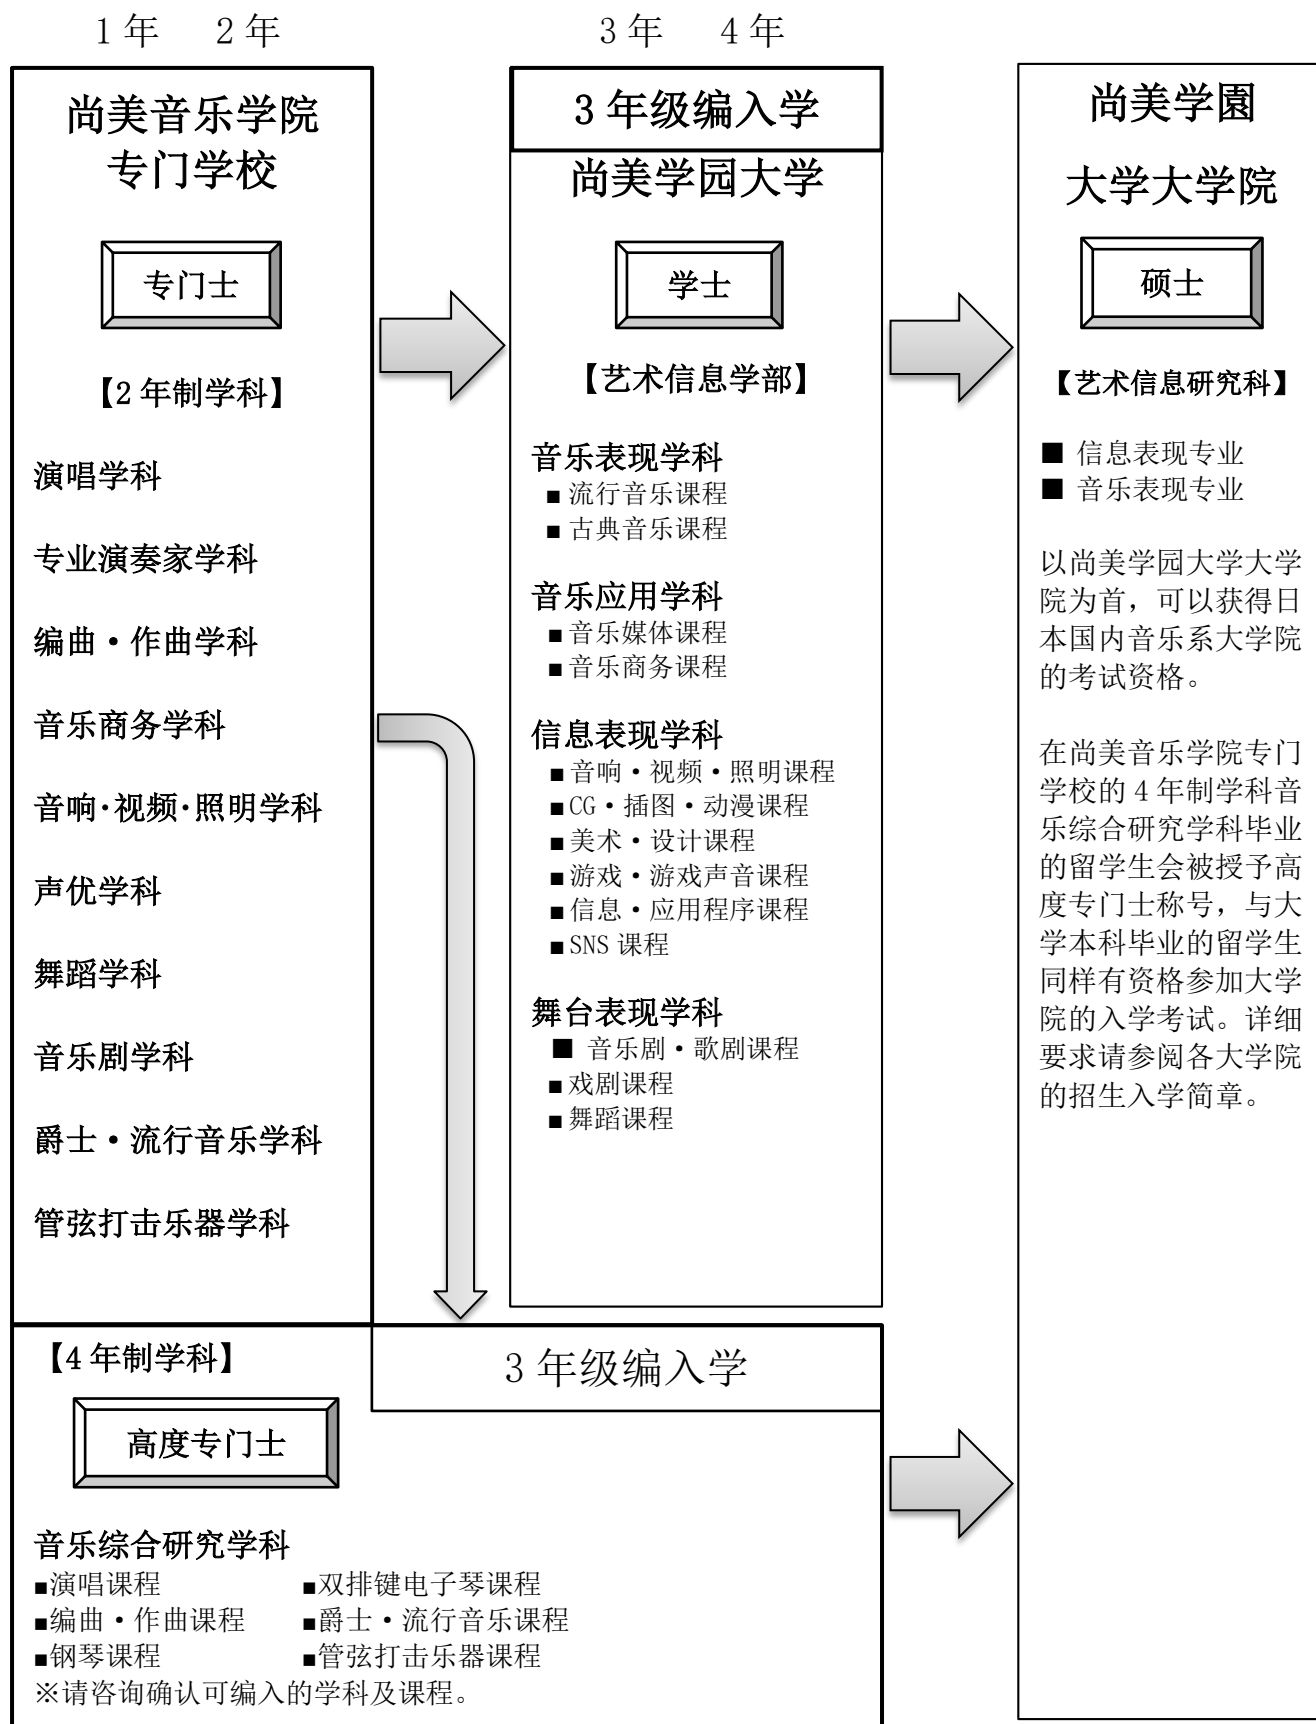 1年 2年
3年 4年
尚美音乐学院
专门学校
专门士
【2年制学科】
演唱学科
专业演奏家学科
编曲・作曲学科
音乐商务学科
音响・视频・照明学科
声优学科
舞蹈学科
音乐剧学科
爵士・流行音乐学科
管弦打击乐器学科
3年级编入学
尚美学园大学
学士
【艺术信息学部】
音乐表现学科
■流行音乐课程
■古典音乐课程
音乐应用学科
■音乐媒体课程
■音乐商务课程
信息表现学科
■音响・视频・照明课程
■CG・插图・动漫课程
■美术・设计课程
■游戏・游戏声音课程
■信息・应用程序课程
■SNS课程
舞台表现学科
■ 音乐剧・歌剧课程
■戏剧课程
■舞蹈课程
尚美学園
大学大学院
硕士
【艺术信息研究科】
■ 信息表现专业
■ 音乐表现专业
以尚美学园大学大学
院为首，可以获得日
本国内音乐系大学院
的考试资格。
在尚美音乐学院专门
学校的4年制学科音
乐综合研究学科毕业
的留学生会被授予高
度专门士称号，与大
学本科毕业的留学生
同样有资格参加大学
院的入学考试。详细
要求请参阅各大学院
的招生入学简章。
【4年制学科】
3年级编入学
高度专门士
音乐综合研究学科
■演唱课程 ■双排键电子琴课程
■编曲・作曲课程 ■爵士・流行音乐课程
■钢琴课程 ■管弦打击乐器课程
※请咨询确认可编入的学科及课程。